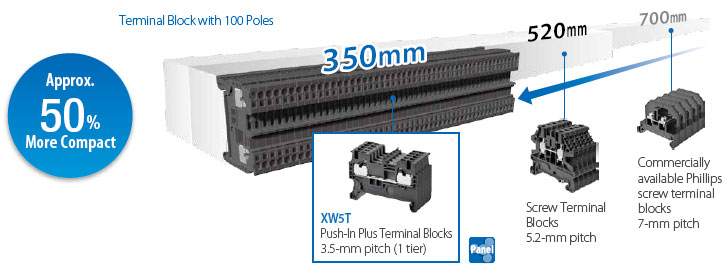 Terminal Block with 100 Poles
700mm
520mm
350mm
Approx.
50%
More Compact
XW5T
Push-In Plus Terminal Blocks
3.5-mm pitch (1 tier)
Panel
Screw Terminal
Blocks
5.2-mm pitch
Commercially
available Phillips
screw terminal
blocks
7-mm pitch